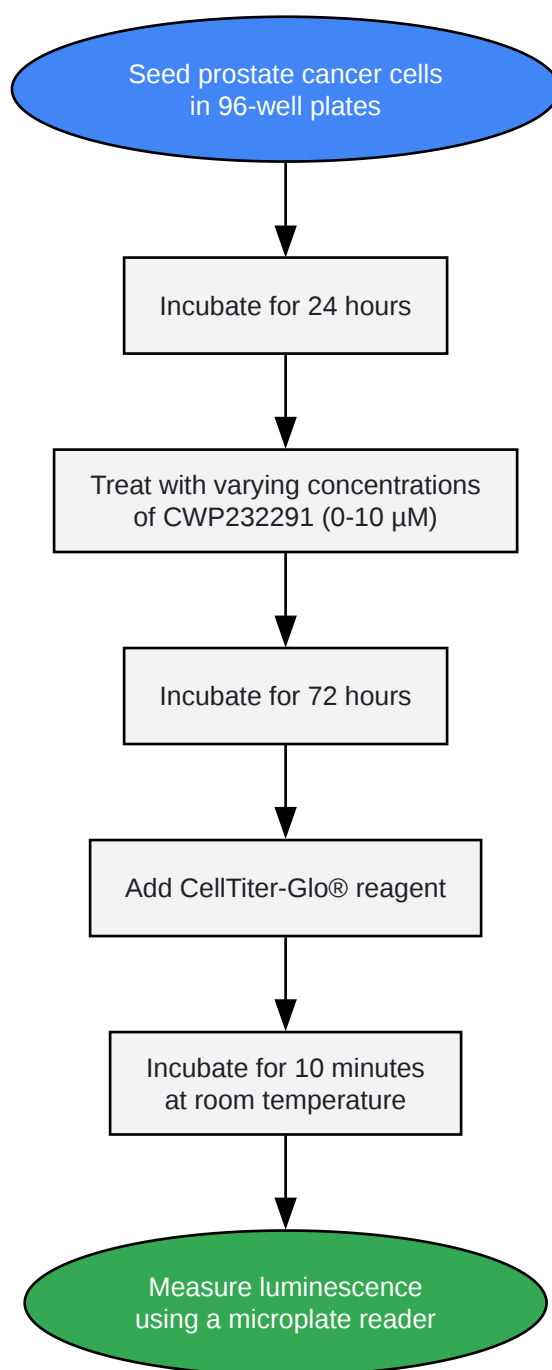 Seed prostate cancer cells
in 96-well plates
Incubate for 24 hours
Treat with varying concentrations
of CWP232291 (0-10 µM)
Incubate for 72 hours
Add CellTiter-Glo® reagent
Incubate for 10 minutes
at room temperature
Measure luminescence
using a microplate reader